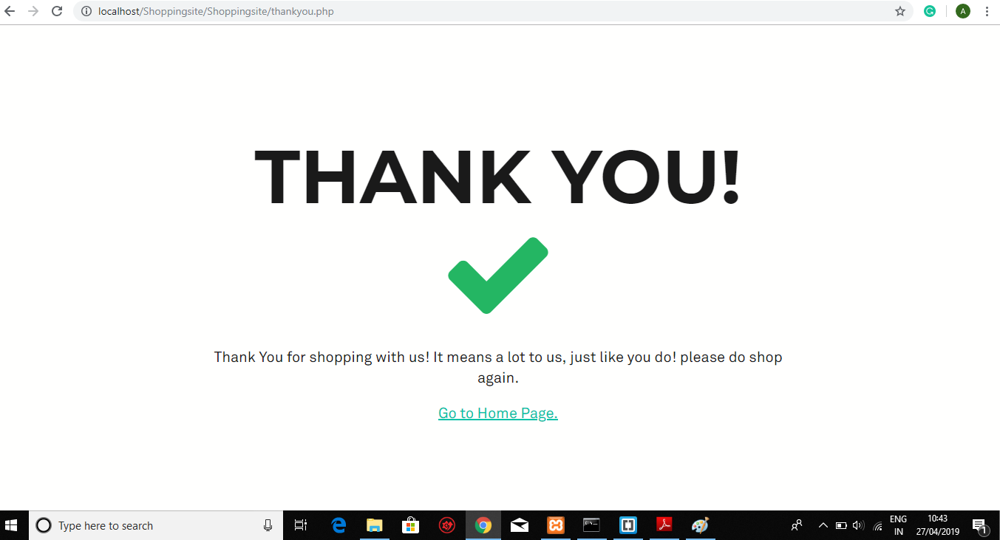 localhost/Shoppingsite/Shoppingsite/thankyou.php
A
THANK YOU!
Thank You for shopping with us! It means a lot to us, just like you do! please do shop
again.
Go to Home Page.
Type here to search
ENG
IN
10:43
27/04/2019
1